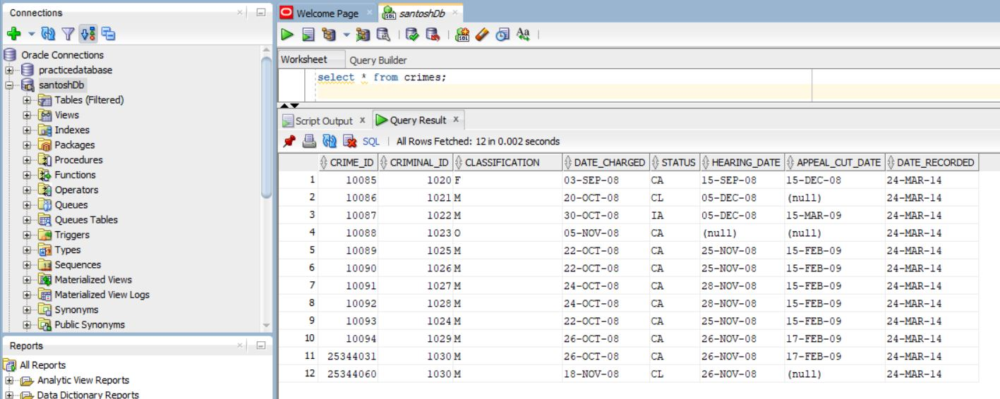 Connections
Oracle Connections
practicedatabase
santoshDb
Tables (Filtered)
Views
Indexes
Packages
Procedures
Functions
Operators
Queues
Queues Tables
Triggers
Types
Sequences
Materialized Views
Materialized View Logs
Synonyms
Public Synonyms
Reports
All Reports
Analytic View Reports
Data Dictionary Reports
Welcome Page santoshDb
SQL SQL Aa
Worksheet Query Builder
select * from crimes;
Script Output x Query Result x
SQL | All Rows Fetched: 12 in 0.002 seconds
CRIME_ID CRIMINAL_ID CLASSIFICATION DATE_CHARGED STATUS HEARING_DATE APPEAL_CUT_DATE DATE_RECORDED
1 10085 1020 F 03-SEP-08 CA 15-SEP-08 15-DEC-08 24-MAR-14
2 10086 1021 M 20-OCT-08 CL 05-DEC-08 (null) 24-MAR-14
3 10087 1022 M 30-OCT-08 IA 05-DEC-08 15-MAR-09 24-MAR-14
4 10088 1023 O 05-NOV-08 CA (null) (null) 24-MAR-14
5 10089 1025 M 22-OCT-08 CA 25-NOV-08 15-FEB-09 24-MAR-14
6 10090 1026 M 22-OCT-08 CA 25-NOV-08 15-FEB-09 24-MAR-14
7 10091 1027 M 24-OCT-08 CA 28-NOV-08 15-FEB-09 24-MAR-14
8 10092 1028 M 24-OCT-08 CA 28-NOV-08 15-FEB-09 24-MAR-14
9 10093 1024 M 22-OCT-08 CA 25-NOV-08 15-FEB-09 24-MAR-14
10 10094 1029 M 26-OCT-08 CA 26-NOV-08 17-FEB-09 24-MAR-14
11 25344031 1030 M 26-OCT-08 CA 26-NOV-08 17-FEB-09 24-MAR-14
12 25344060 1030 M 18-NOV-08 CL 26-NOV-08 (null) 24-MAR-14